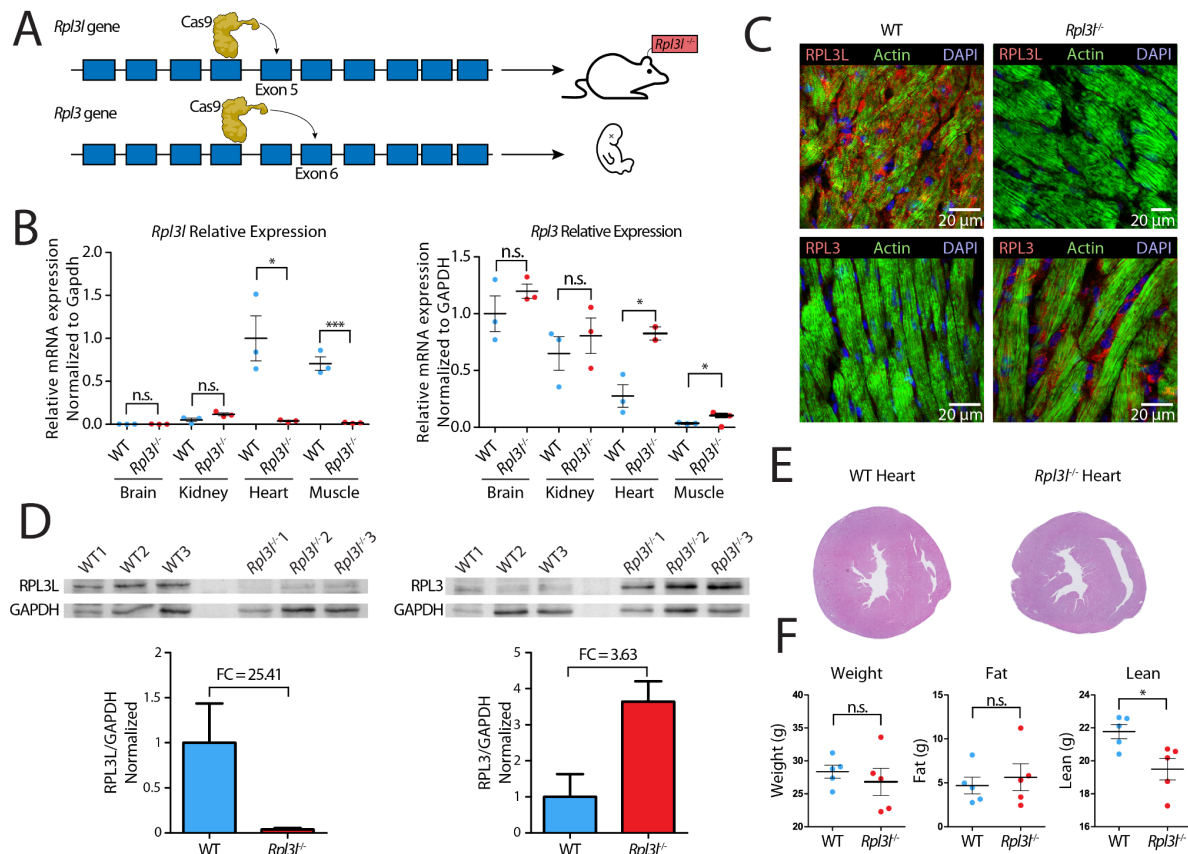 A
Rpl3l gene
Cas9
Exon 5
Rpl3l -/-
Rpl3 gene
Cas9
Exon 6
B
Rpl3l Relative Expression
Relative mRNA expression
Normalized to Gapdh
2.0
1.5
1.0
0.5
0.0
n.s.
n.s.
*
***
WT
Rpl3l-/-
WT
Rpl3l-/-
WT
Rpl3l-/-
WT
Rpl3l-/-
Brain
Kidney
Heart
Muscle
Rpl3 Relative Expression
Relative mRNA expression
Normalized to GAPDH
1.5
1.0
0.5
0.0
n.s.
n.s.
*
*
WT
Rpl3l-/-
WT
Rpl3l-/-
WT
Rpl3l-/-
WT
Rpl3l-/-
Brain
Kidney
Heart
Muscle
C
WT
Rpl3l-/-
RPL3L Actin DAPI
RPL3L Actin DAPI
20 µm
20 µm
RPL3 Actin DAPI
RPL3 Actin DAPI
20 µm
20 µm
D
WT1 WT2 WT3 Rpl3l-/-1 Rpl3l-/-2 Rpl3l-/-3
RPL3L
GAPDH
RPL3L/GAPDH
Normalized
1.5
1
0.5
0
FC = 25.41
WT
Rpl3l-/-
WT1 WT2 WT3 Rpl3l-/-1 Rpl3l-/-2 Rpl3l-/-3
RPL3
GAPDH
RPL3/GAPDH
Normalized
5
4
3
2
1
0
FC = 3.63
WT
Rpl3l-/-
E
WT Heart
Rpl3l-/- Heart
F
Weight
Weight (g)
40
35
30
25
20
n.s.
WT
Rpl3l-/-
Fat
Fat (g)
15
10
5
0
n.s.
WT
Rpl3l-/-
Lean
Lean (g)
24
22
20
18
16
*
WT
Rpl3l-/-